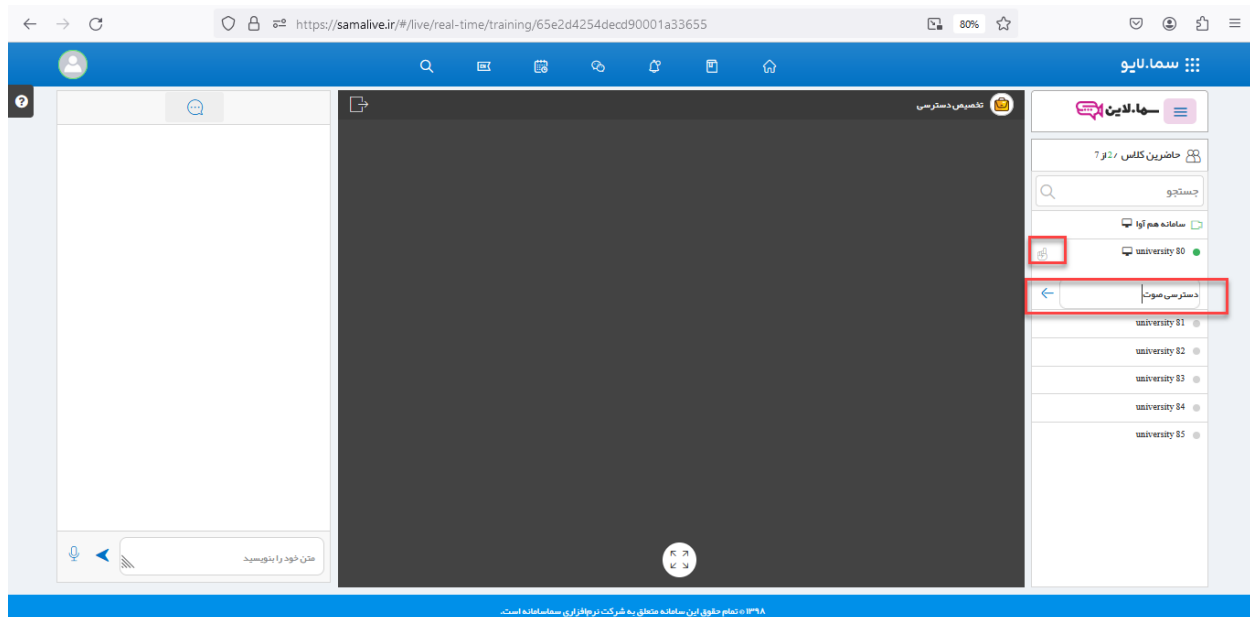 https://samalive.ir/#/live/real-time/training/65e2d4254decd90001a33655
80%
سما.لایو
سما.لاین
تخصیص دسترسی
حاضرین کلاس /2 از 7
جستجو
سامانه هم آوا
university 80
دسترسی صوت
university 81
university 82
university 83
university 84
university 85
متن خود را بنویسید
۱۳۹۸ © تمام حقوق این سامانه متعلق به شرکت نرم‌افزاری سماسامانه است.